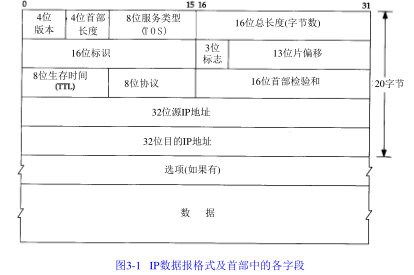 0 15 16 31
4位版本 4位首部长度 8位服务类型(TOS) 16位总长度(字节数)
16位标识 3位标志 13位片偏移
8位生存时间(TTL) 8位协议 16位首部检验和
20字节
32位源IP地址
32位目的IP地址
选项(如果有)
数 据
图3-1 IP数据报格式及首部中的各字段